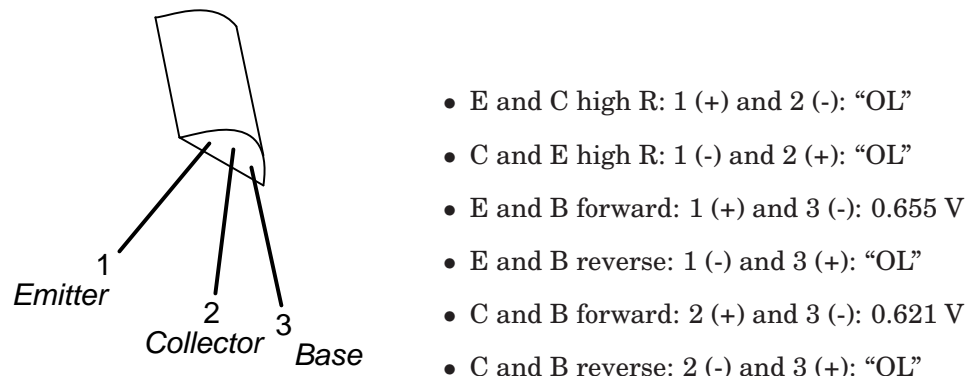 1
Emitter
2
Collector
3
Base
• E and C high R: 1 (+) and 2 (-): “OL”
• C and E high R: 1 (-) and 2 (+): “OL”
• E and B forward: 1 (+) and 3 (-): 0.655 V
• E and B reverse: 1 (-) and 3 (+): “OL”
• C and B forward: 2 (+) and 3 (-): 0.621 V
• C and B reverse: 2 (-) and 3 (+): “OL”